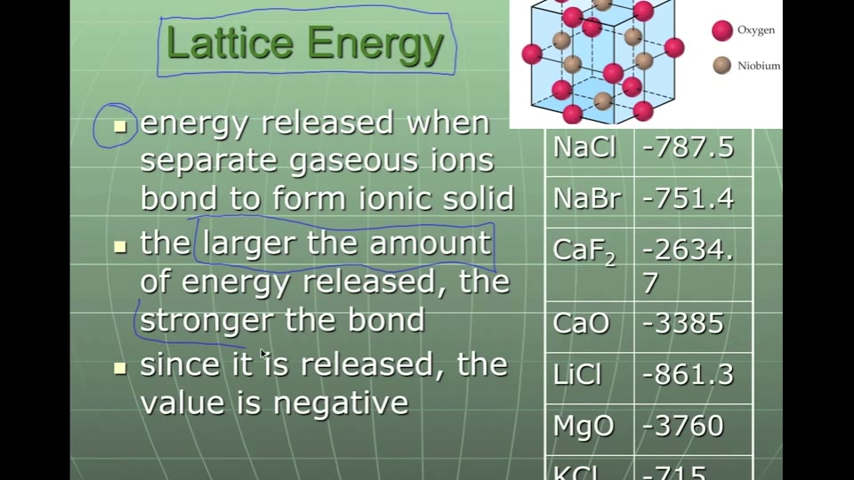 Lattice Energy
Oxygen
Niobium
energy released when
separate gaseous ions
bond to form ionic solid
the larger the amount
of energy released, the
stronger the bond
since it is released, the
value is negative
NaCl -787.5
NaBr -751.4
CaF2 -2634.
7
CaO -3385
LiCl -861.3
MgO -3760
KCl -715